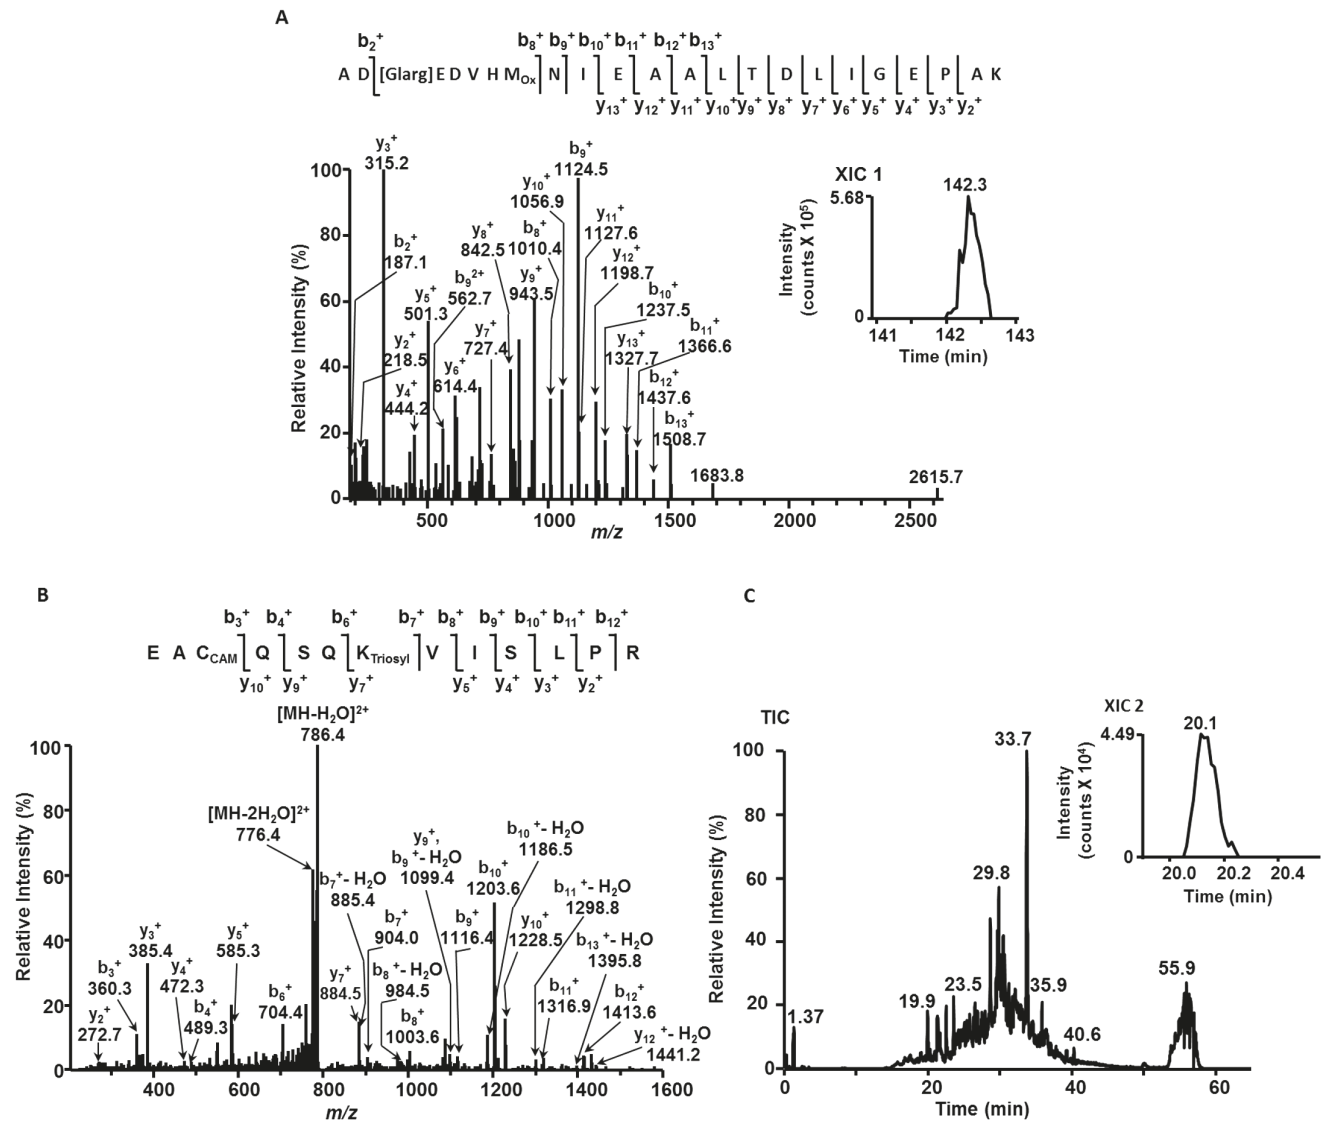 A
b2+ b8+ b9+ b10+ b11+ b12+ b13+
A D [Glarg] E D V H MOx N I E A A L T D L I G E P A K
y13+ y12+ y11+ y10+ y9+ y8+ y7+ y6+ y5+ y4+ y3+ y2+
Relative Intensity (%)
100
80
60
40
20
0
b2+
187.1
y2+
218.5
y3+
315.2
y4+
444.2
y5+
501.3
b9 2+
562.7
y6+
614.4
y7+
727.4
y8+
842.5
y9+
943.5
b8+
1010.4
y10+
1056.9
b9+
1124.5
y11+
1127.6
y12+
1198.7
b10+
1237.5
y13+
1327.7
b11+
1366.6
b12+
1437.6
b13+
1508.7
1683.8
2615.7
500 1000 1500 2000 2500
m/z
XIC 1
142.3
5.68
0
Intensity
(counts X 10⁵)
141 142 143
Time (min)
B
b3+ b4+ b6+ b7+ b8+ b9+ b10+ b11+ b12+
E A CCAM Q S Q KTriosyl V I S L P R
y10+ y9+ y7+ y5+ y4+ y3+ y2+
[MH-H2O]2+
786.4
[MH-2H2O]2+
776.4
Relative Intensity (%)
100
80
60
40
20
0
y2+
272.7
b3+
360.3
y3+
385.4
y4+
472.3
b4+
489.3
y5+
585.3
b6+
704.4
b7+- H2O
885.4
y7+
884.5
b7+
904.0
b8+- H2O
984.5
b8+
1003.6
y9+,
b9+- H2O
1099.4
b9+
1116.4
b10+
1203.6
b10+- H2O
1186.5
y10+
1228.5
b11+- H2O
1298.8
b11+
1316.9
b13+- H2O
1395.8
b12+
1413.6
y12+- H2O
1441.2
400 600 800 1000 1200 1400 1600
m/z
C
TIC
Relative Intensity (%)
100
80
60
40
20
0
1.37
19.9
23.5
29.8
33.7
35.9
40.6
55.9
0 20 40 60
Time (min)
XIC 2
20.1
4.49
0
Intensity
(counts X 10⁴)
20.0 20.2 20.4
Time (min)